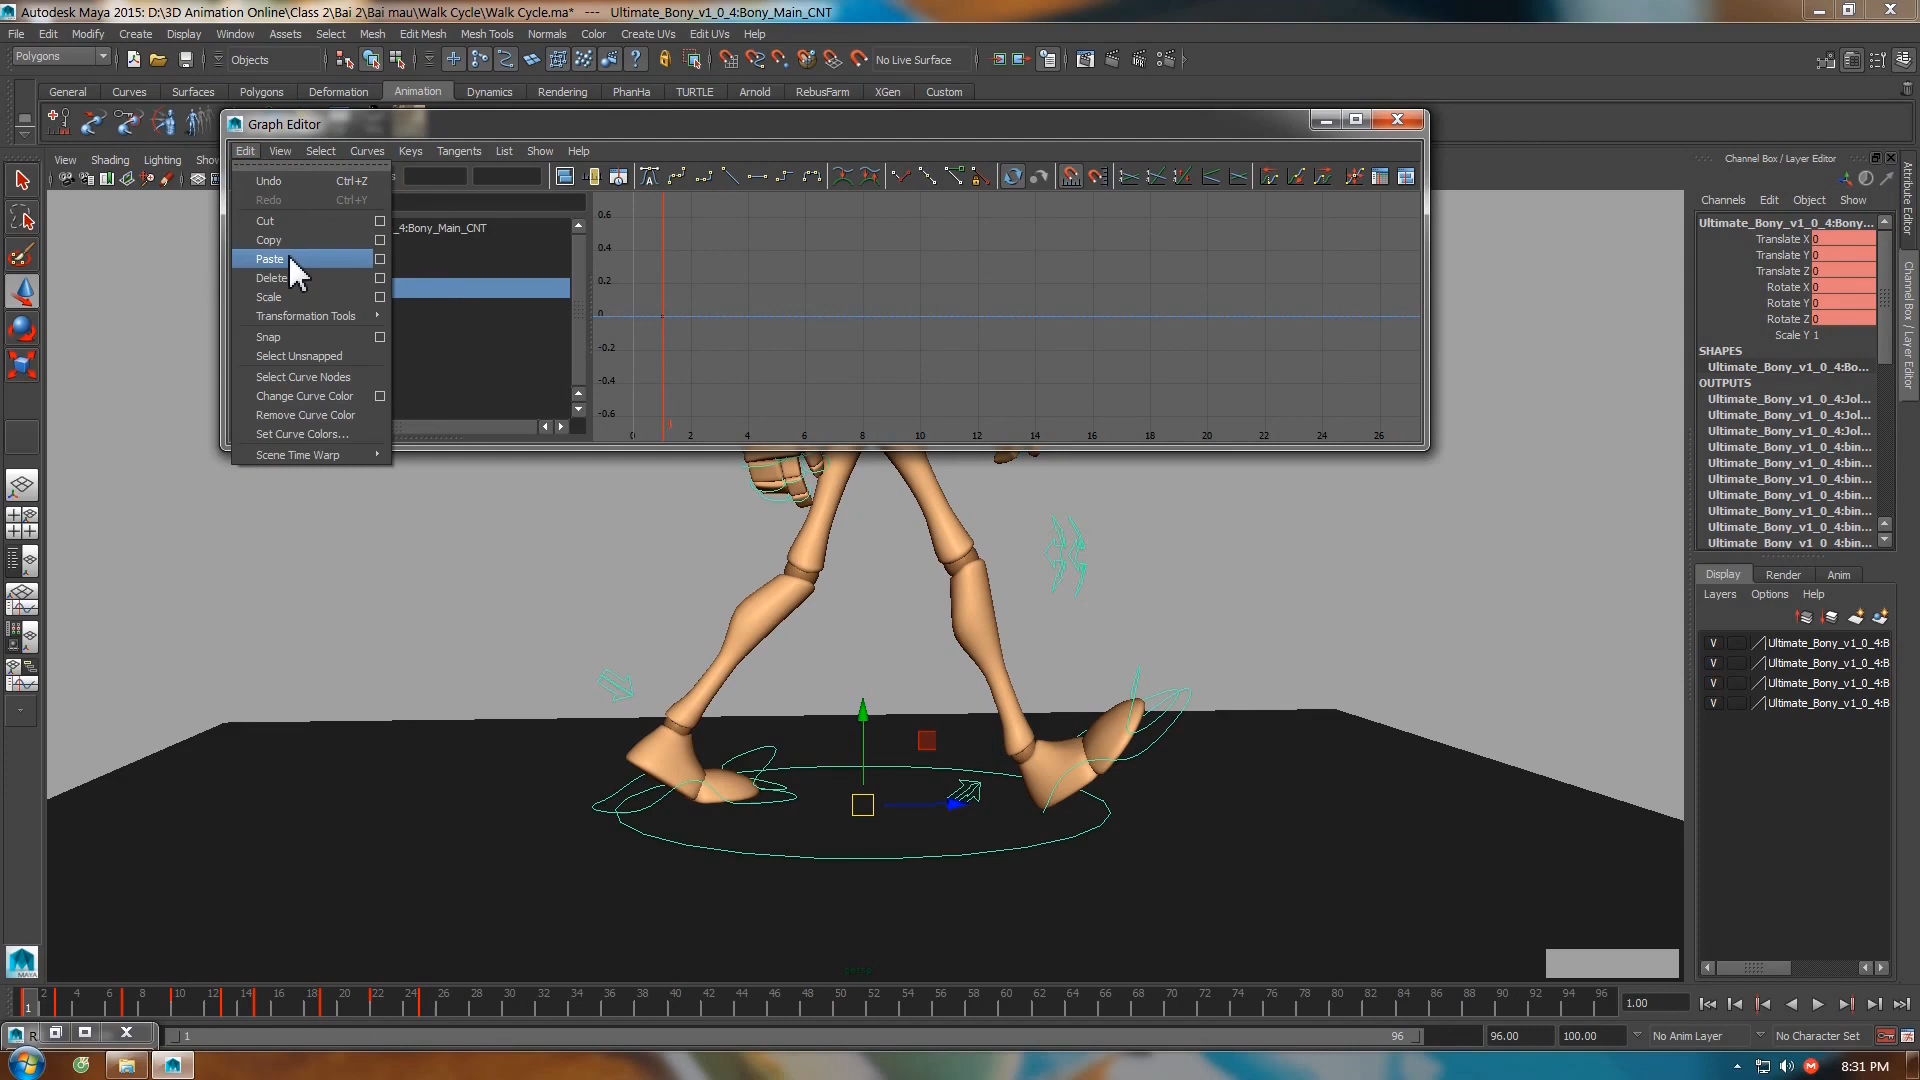 Autodesk Maya 2015: D:\3D Animation Online\Class 2\Bai 2\Bai mau\Walk Cycle\Walk Cycle.ma* --- Ultimate_Bony_v1_0_4:Bony_Main_CNT
File Edit Modify Create Display Window Assets Select Mesh Edit Mesh Mesh Tools Normals Color Create UVs Edit UVs Help
Polygons Objects No Live Surface
General Curves Surfaces Polygons Deformation Animation Dynamics Rendering PhanHa TURTLE Arnold RebusFarm XGen Custom
Graph Editor
Edit View Select Curves Keys Tangents List Show Help
View Shading Lighting Sho
Undo Ctrl+Z
Redo Ctrl+Y
Cut
Copy
Paste
Delete
Scale
Transformation Tools
Snap
Select Unsnapped
Select Curve Nodes
Change Curve Color
Remove Curve Color
Set Curve Colors...
Scene Time Warp
_4:Bony_Main_CNT
0.6
0.4
0.2
0
-0.2
-0.4
-0.6
0 1 2 4 6 8 10 12 14 16 18 20 22 24 26
Channel Box / Layer Editor
Channels Edit Object Show
Ultimate_Bony_v1_0_4:Bony...
Translate X 0
Translate Y 0
Translate Z 0
Rotate X 0
Rotate Y 0
Rotate Z 0
Scale Y 1
SHAPES
Ultimate_Bony_v1_0_4:Bo...
OUTPUTS
Ultimate_Bony_v1_0_4:Jol...
Ultimate_Bony_v1_0_4:Jol...
Ultimate_Bony_v1_0_4:Jol...
Ultimate_Bony_v1_0_4:bin...
Ultimate_Bony_v1_0_4:bin...
Ultimate_Bony_v1_0_4:bin...
Ultimate_Bony_v1_0_4:bin...
Ultimate_Bony_v1_0_4:bin...
Ultimate_Bony_v1_0_4:bin...
Ultimate_Bony_v1_0_4:bin...
Attribute Editor
Channel Box / Layer Editor
Display Render Anim
Layers Options Help
V Ultimate_Bony_v1_0_4:B
V Ultimate_Bony_v1_0_4:B
V Ultimate_Bony_v1_0_4:B
V Ultimate_Bony_v1_0_4:B
persp
MAYA
1 2 4 6 8 10 12 14 16 18 20 22 24 26 28 30 32 34 36 38 40 42 44 46 48 50 52 54 56 58 60 62 64 66 68 70 72 74 76 78 80 82 84 86 88 90 92 94 96 1.00
R 1 96 96.00 100.00 No Anim Layer No Character Set
8:31 PM